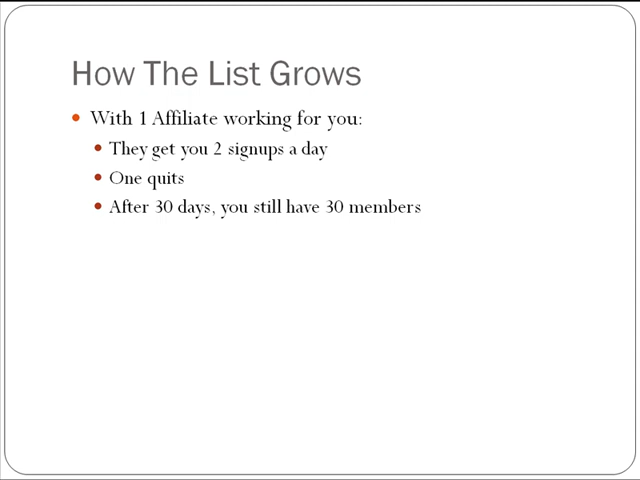 How The List Grows
With 1 Affiliate working for you:
They get you 2 signups a day
One quits
After 30 days, you still have 30 members